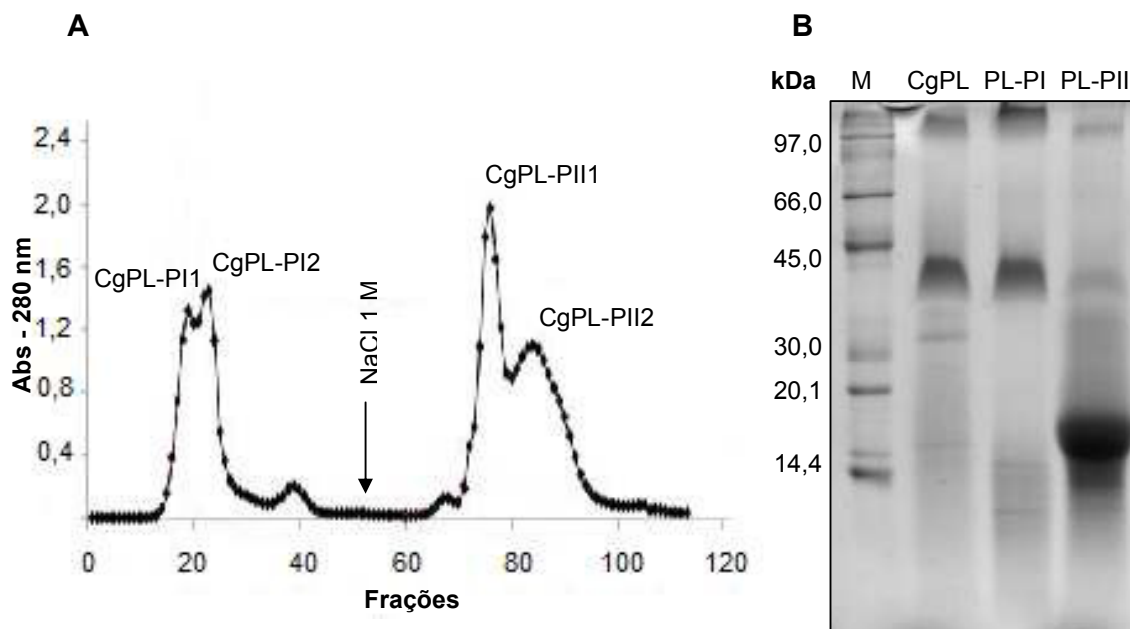 A
Abs - 280 nm
2,4
2,0
1,6
1,2
0,8
0,4
0
20
40
60
80
100
120
Frações
CgPL-PI1
CgPL-PI2
NaCl 1 M
CgPL-PII1
CgPL-PII2
B
kDa M CgPL PL-PI PL-PII
97,0
66,0
45,0
30,0
20,1
14,4